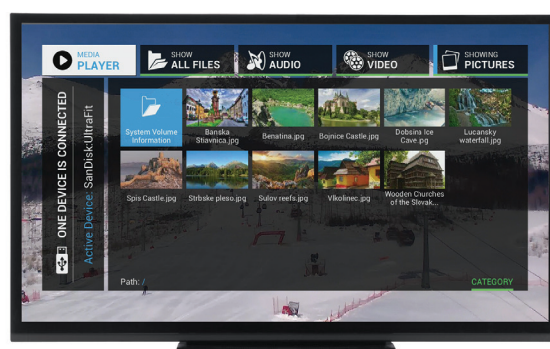 MEDIA
PLAYER
SHOW
ALL FILES
SHOW
AUDIO
SHOW
VIDEO
SHOWING
PICTURES
ONE DEVICE IS CONNECTED
Active Device: SanDisk:UltraFit
System Volume
Information
Banska
Stiavnica.jpg
Benatina.jpg
Bojnice Castle.jpg
Dobsins Ice
Cave.pg
Lucansky
waterfall.jpg
Spis Castle.jpg
Strbske pleso.jpg
Sulov reefs.jpg
Vlkolinec.jpg
Wooden Churches
of the Slovak...
Path: /
CATEGORY